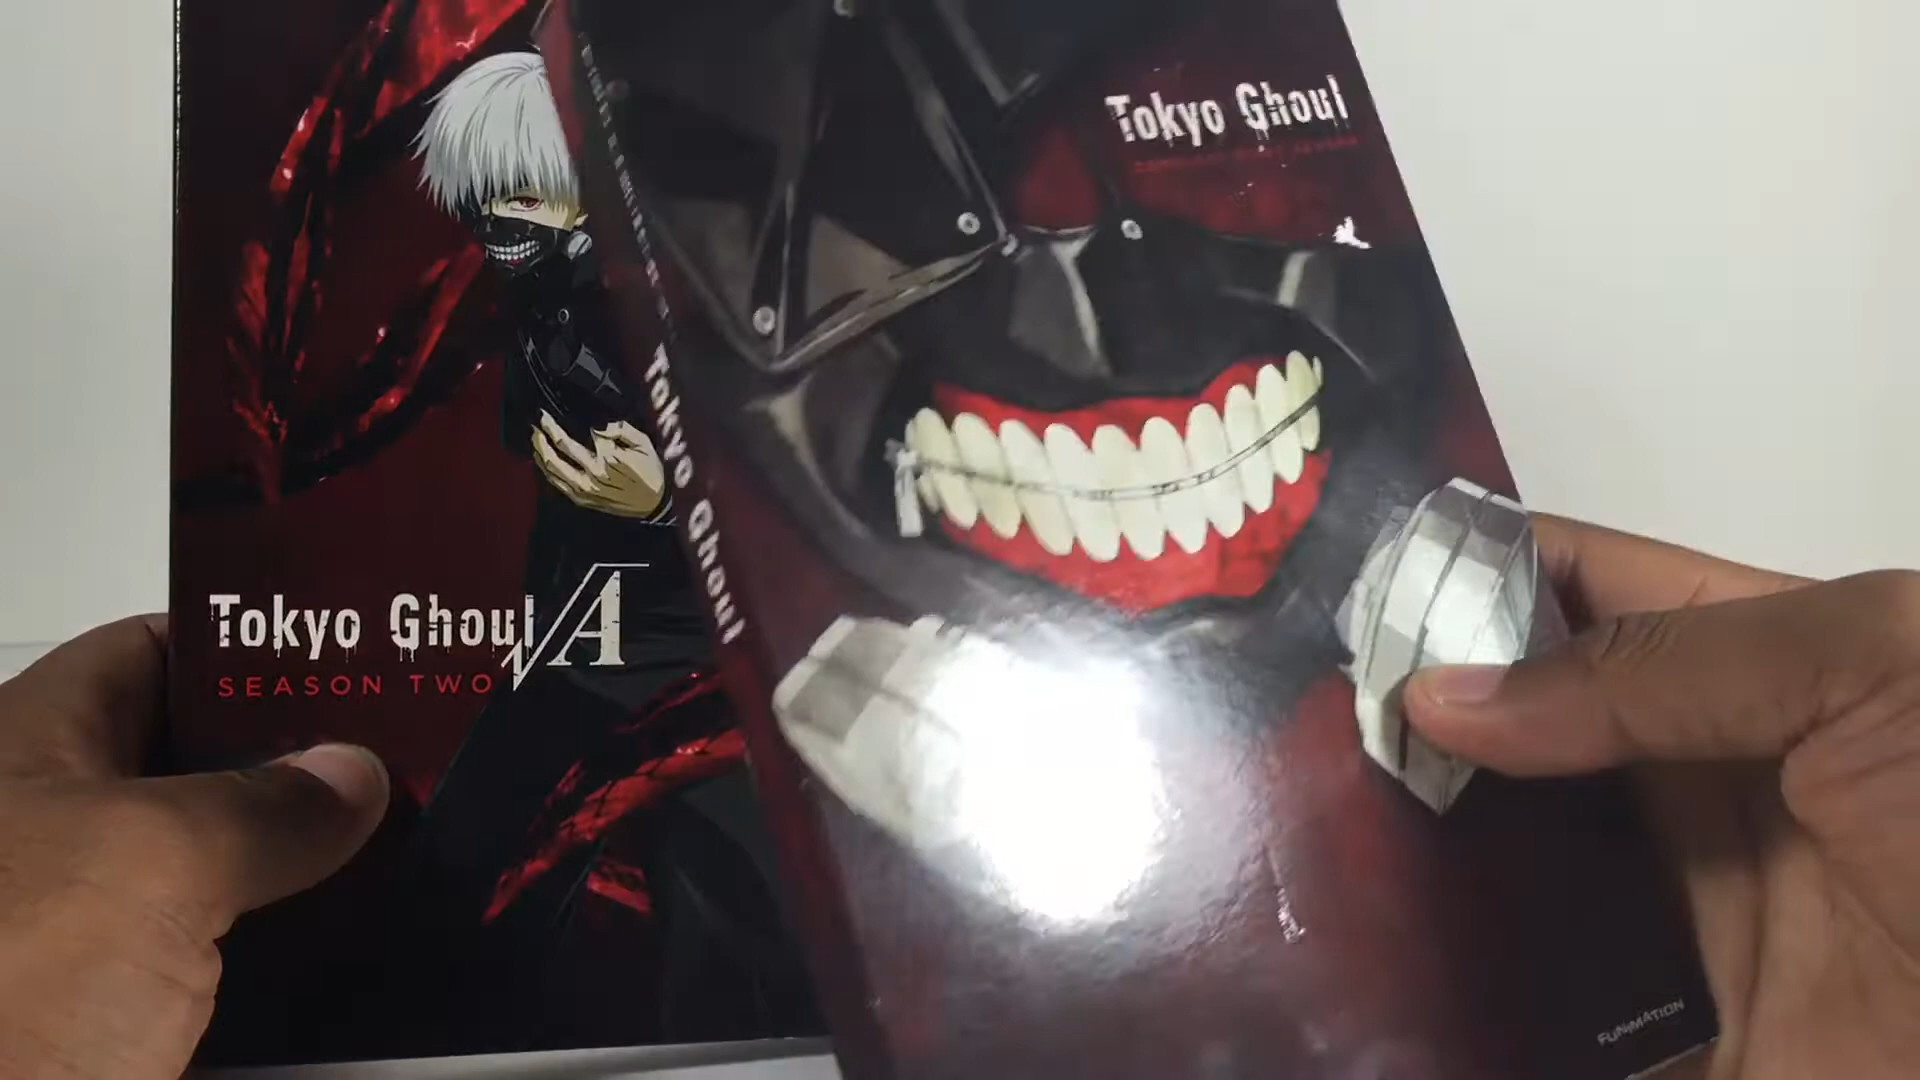 Tokyo Ghoul √A
SEASON TWO
Tokyo Ghoul
Tokyo Ghoul
FUNIMATION